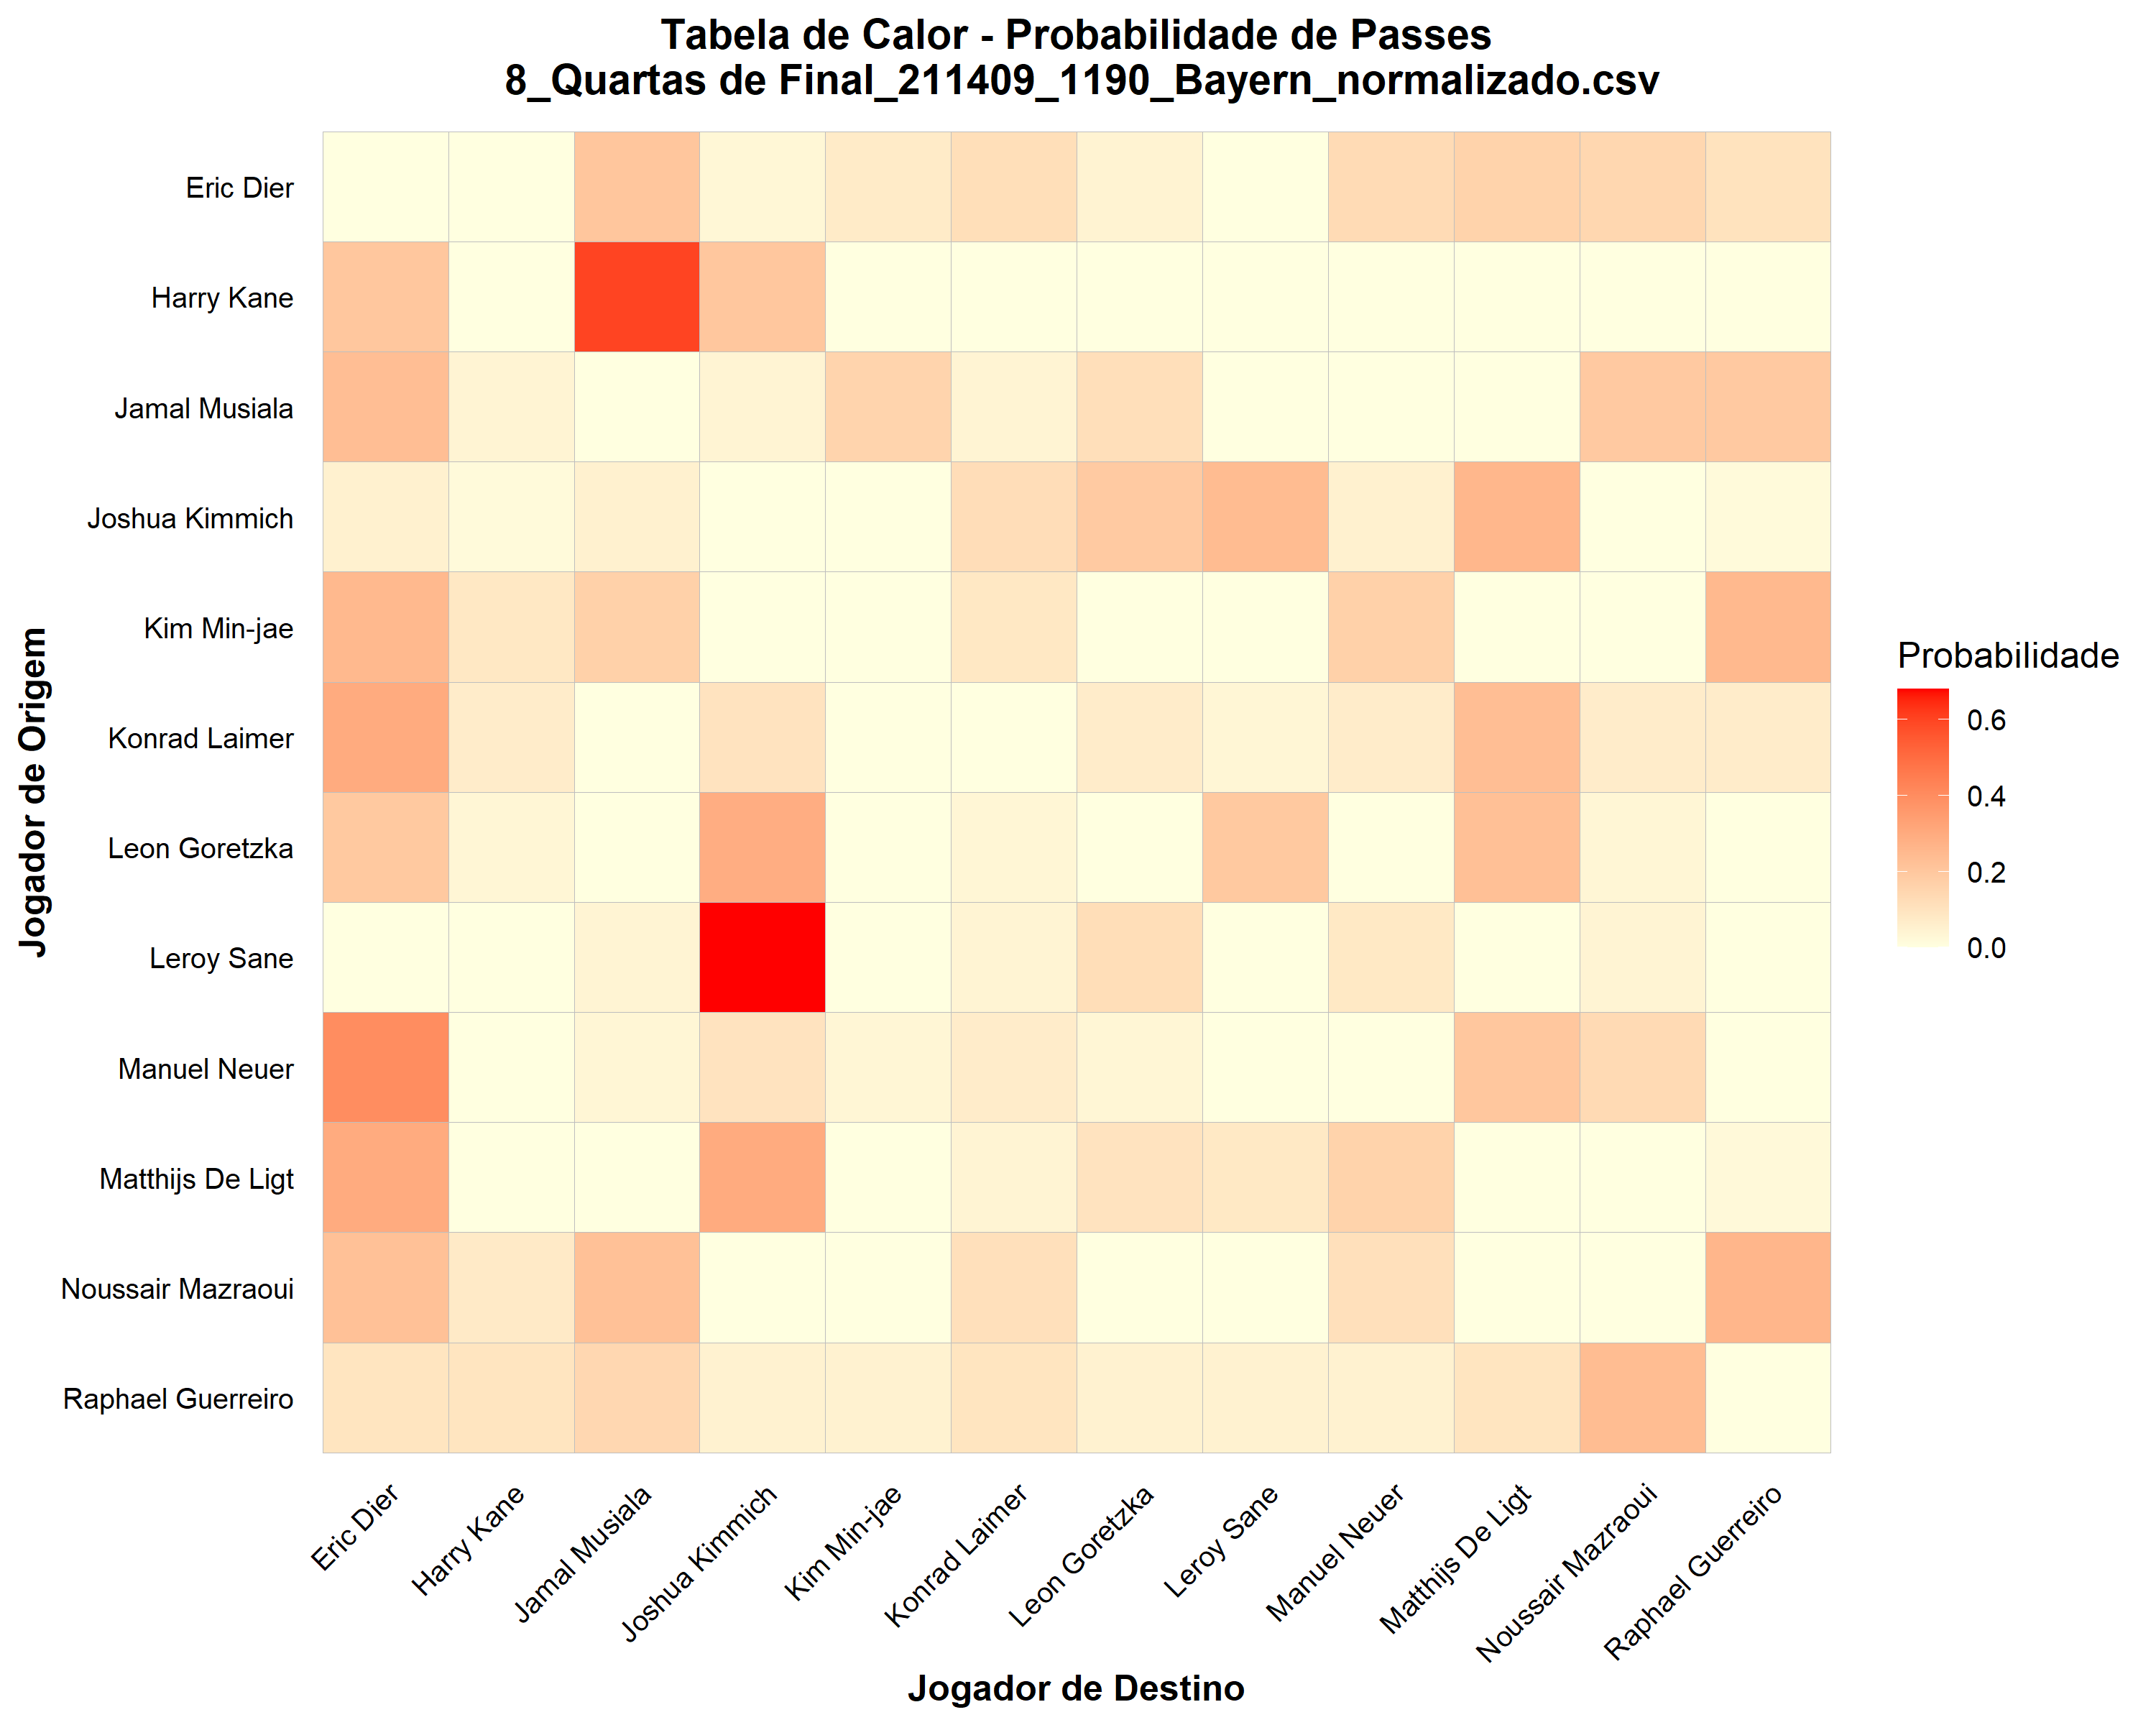 Tabela de Calor - Probabilidade de Passes
8_Quartas de Final_211409_1190_Bayern_normalizado.csv
Jogador de Origem
Eric Dier
Harry Kane
Jamal Musiala
Joshua Kimmich
Kim Min-jae
Konrad Laimer
Leon Goretzka
Leroy Sane
Manuel Neuer
Matthijs De Ligt
Noussair Mazraoui
Raphael Guerreiro
Eric Dier
Harry Kane
Jamal Musiala
Joshua Kimmich
Kim Min-jae
Konrad Laimer
Leon Goretzka
Leroy Sane
Manuel Neuer
Matthijs De Ligt
Noussair Mazraoui
Raphael Guerreiro
Jogador de Destino
Probabilidade
0.6
0.4
0.2
0.0